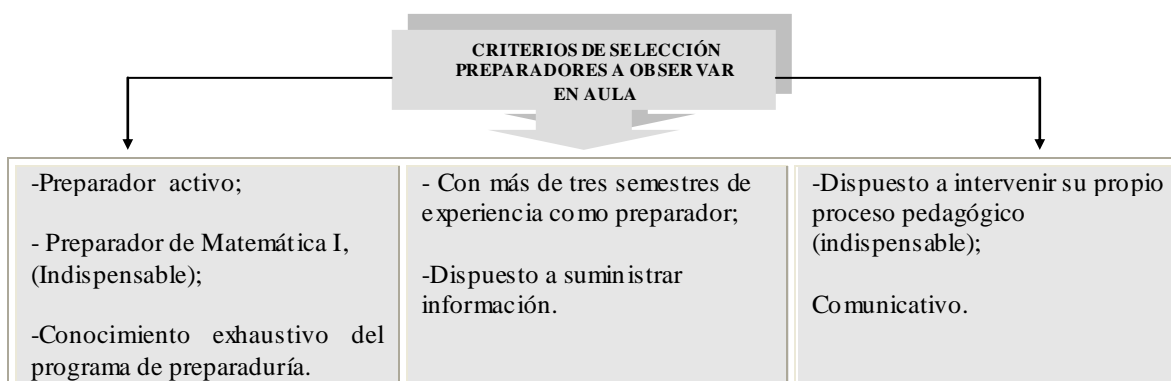 CRITERIOS DE SELECCIÓN
PREPARADORES A OBSERVAR
EN AULA
-Preparador activo;
- Preparador de Matemática I,
(Indispensable);
-Conocimiento exhaustivo del
programa de preparaduría.
- Con más de tres semestres de
experiencia como preparador;
-Dispuesto a suministrar
información.
-Dispuesto a intervenir su propio
proceso pedagógico
(indispensable);
Comunicativo.